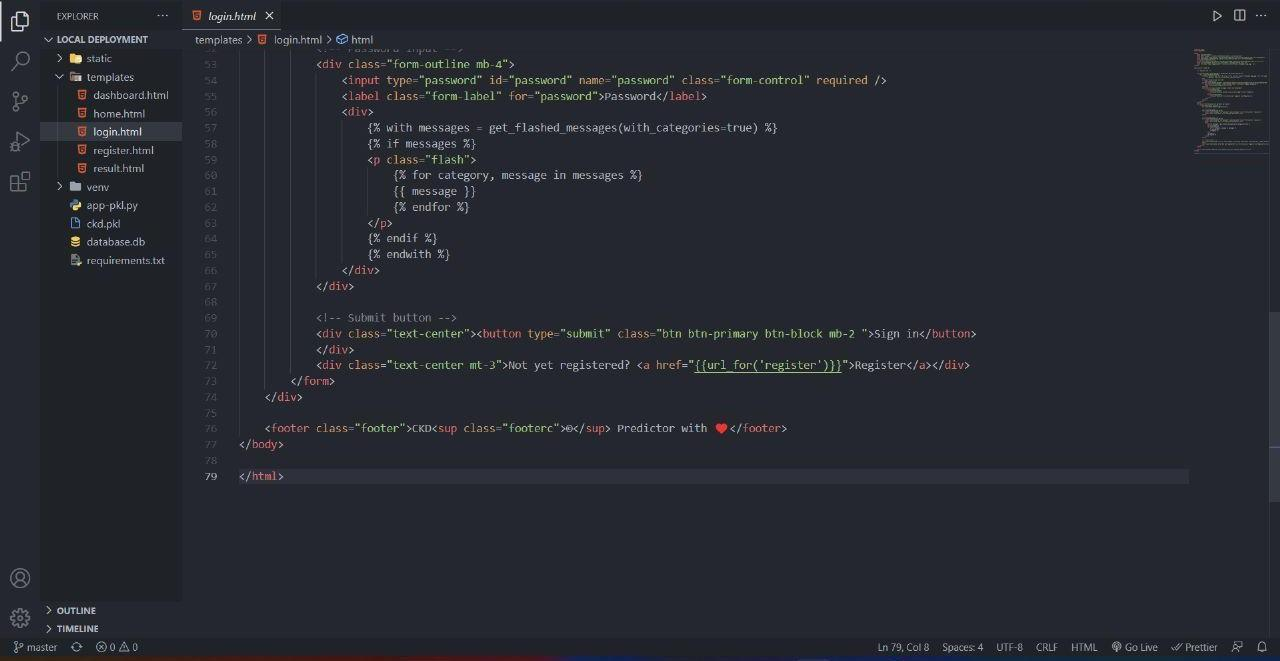 EXPLORER
LOCAL DEPLOYMENT
static
templates
dashboard.html
home.html
login.html
register.html
result.html
venv
app-pkl.py
ckd.pkl
database.db
requirements.txt
OUTLINE
TIMELINE
login.html
templates > login.html > html
52 <!-- Password input -->
53 <div class="form-outline mb-4">
54 <input type="password" id="password" name="password" class="form-control" required />
55 <label class="form-label" for="password">Password</label>
56 <div>
57 {% with messages = get_flashed_messages(with_categories=true) %}
58 {% if messages %}
59 <p class="flash">
60 {% for category, message in messages %}
61 {{ message }}
62 {% endfor %}
63 </p>
64 {% endif %}
65 {% endwith %}
66 </div>
67 </div>
68
69 <!-- Submit button -->
70 <div class="text-center"><button type="submit" class="btn btn-primary btn-block mb-2 ">Sign in</button>
71 </div>
72 <div class="text-center mt-3">Not yet registered? <a href="{{url_for('register')}}">Register</a></div>
73 </form>
74 </div>
75
76 <footer class="footer">CKD<sup class="footerc">©</sup> Predictor with ❤️</footer>
77 </body>
78
79 </html>
master 0 0 Ln 79, Col 8 Spaces: 4 UTF-8 CRLF HTML Go Live Prettier